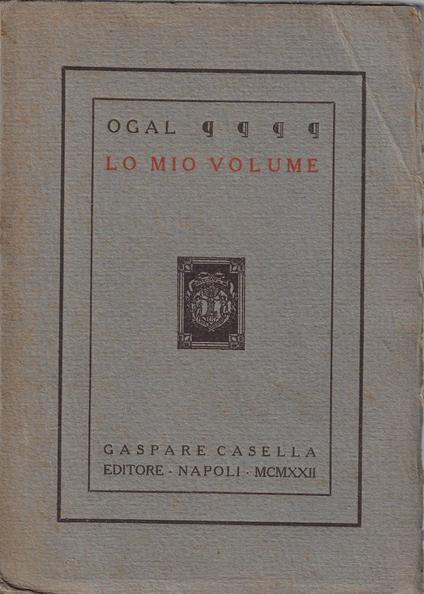 OGAL ¶ ¶ ¶ ¶
LO MIO VOLUME
GASPARE CASELLA
EDITORE · NAPOLI · MCMXXII